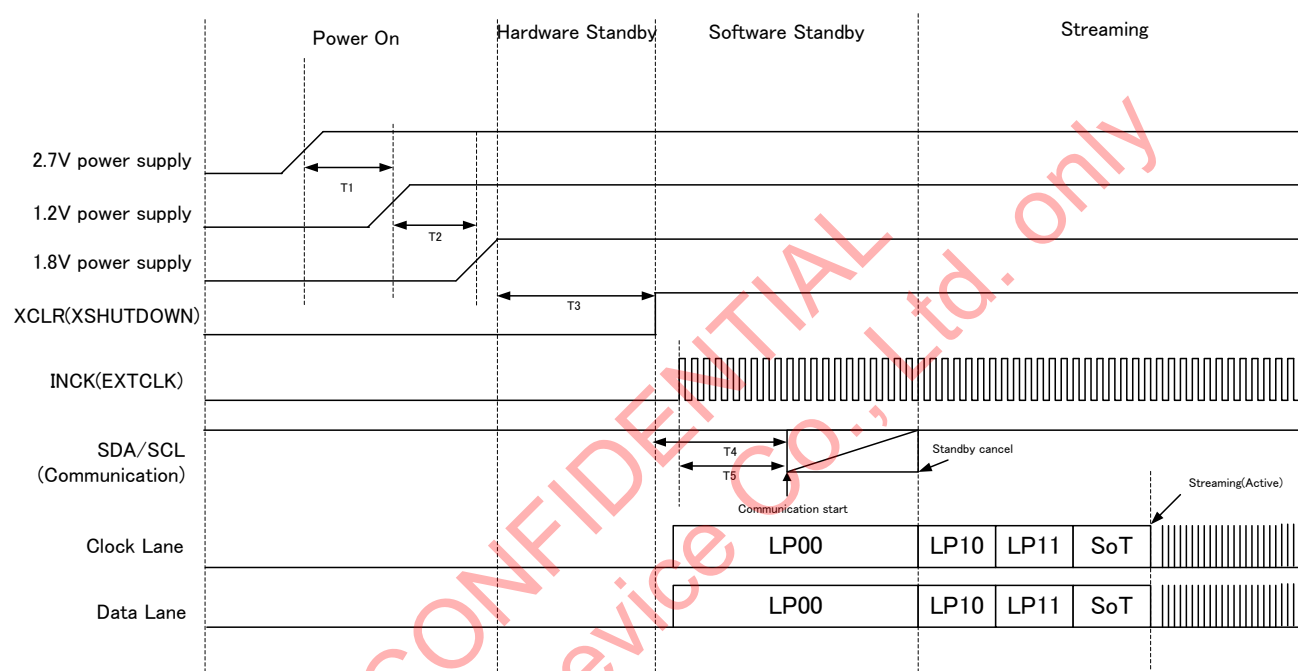 Power On
Hardware Standby
Software Standby
Streaming
2.7V power supply
T1
1.2V power supply
T2
1.8V power supply
T3
XCLR(XSHUTDOWN)
INCK(EXTCLK)
SDA/SCL
(Communication)
T4
T5
Standby cancel
Communication start
Streaming(Active)
Clock Lane
LP00
LP10
LP11
SoT
Data Lane
LP00
LP10
LP11
SoT
CONFIDENTIAL
evice Co., Ltd. only